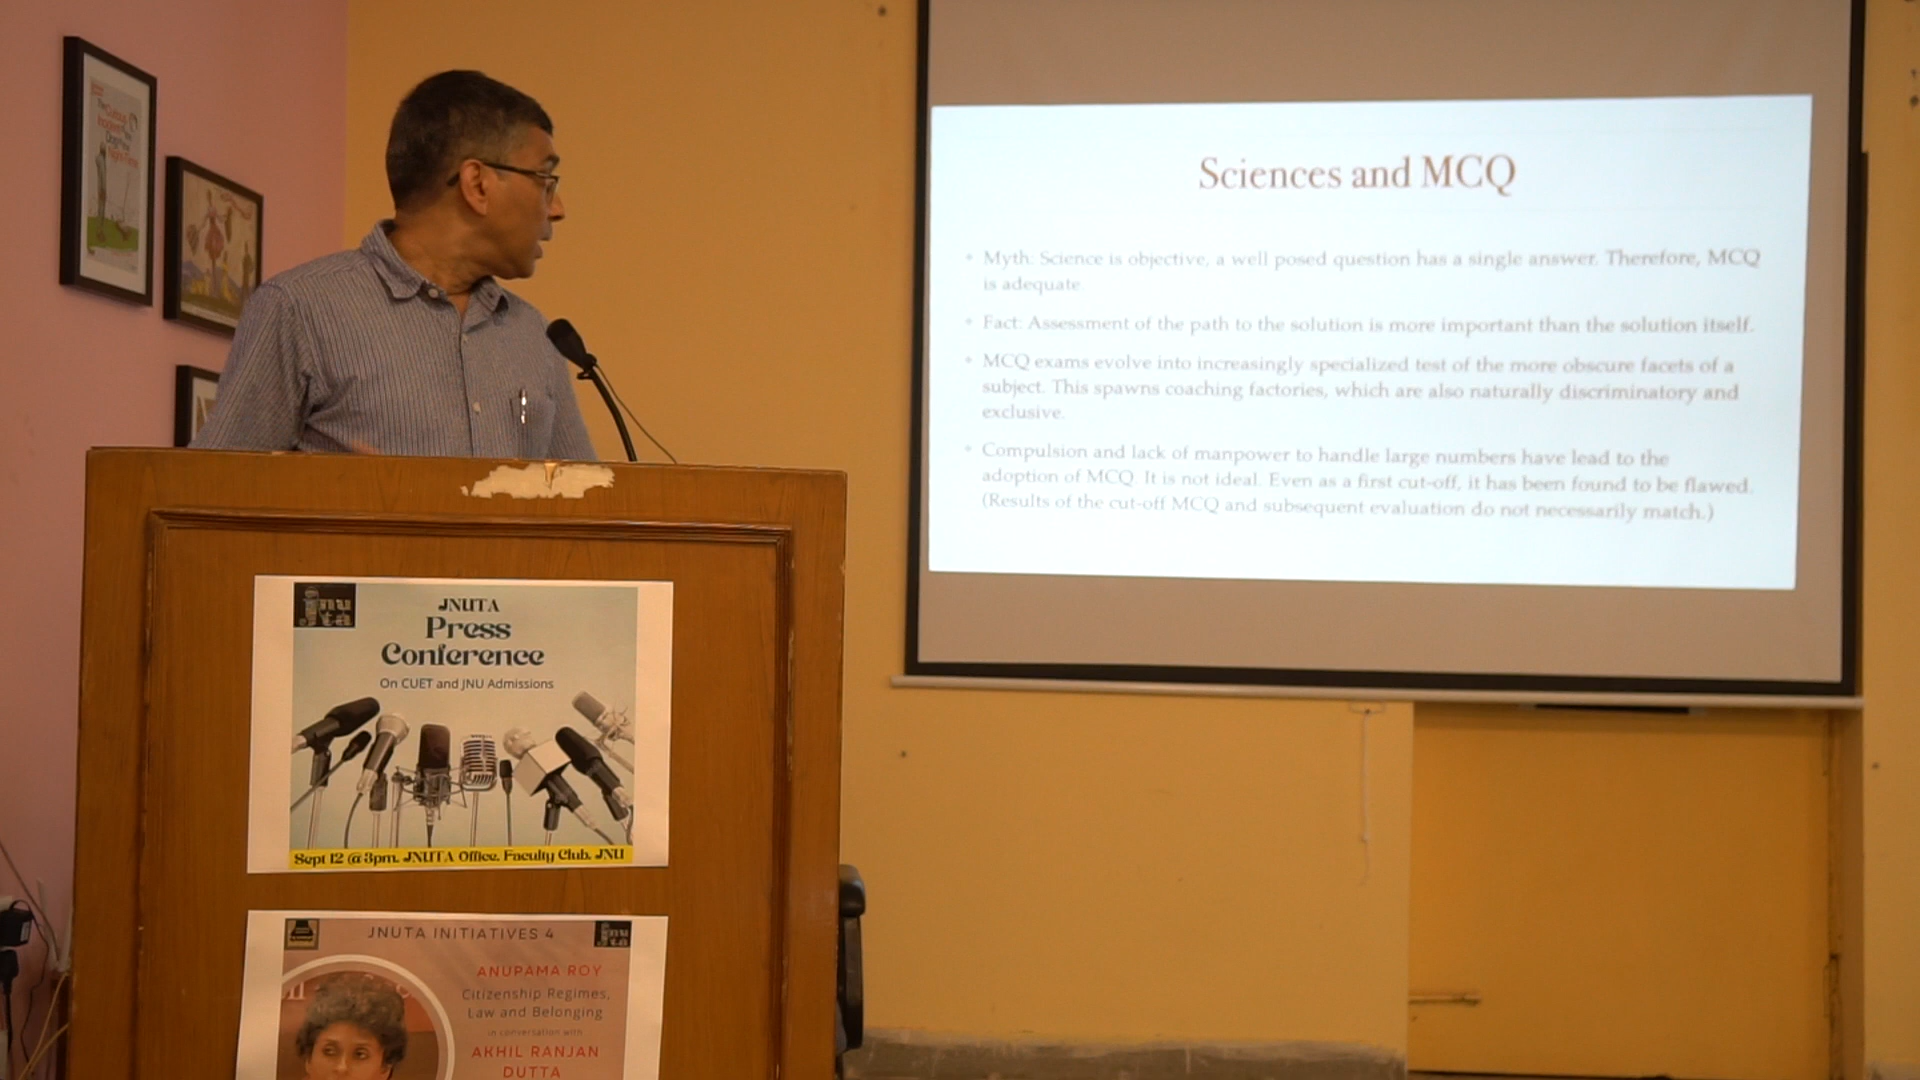 Sciences and MCQ
Myth: Science is objective, a well posed question has a single answer. Therefore, MCQ
is adequate.
Fact: Assessment of the path to the solution is more important than the solution itself.
MCQ exams evolve into increasingly specialized test of the more obscure facets of a
subject. This spawns coaching factories, which are also naturally discriminatory and
exclusive.
Compulsion and lack of manpower to handle large numbers have lead to the
adoption of MCQ. It is not ideal. Even as a first cut-off, it has been found to be flawed.
(Results of the cut-off MCQ and subsequent evaluation do not necessarily match.)
jnu
ta
JNUTA
Press
Conference
On CUET and JNU Admissions
Sept 12 @ 3pm. JNUTA Office. Faculty Club. JNU
JNUTA INITIATIVES 4
jnu
ta
ANUPAMA ROY
Citizenship Regimes,
Law and Belonging
in conversation with
AKHIL RANJAN
DUTTA